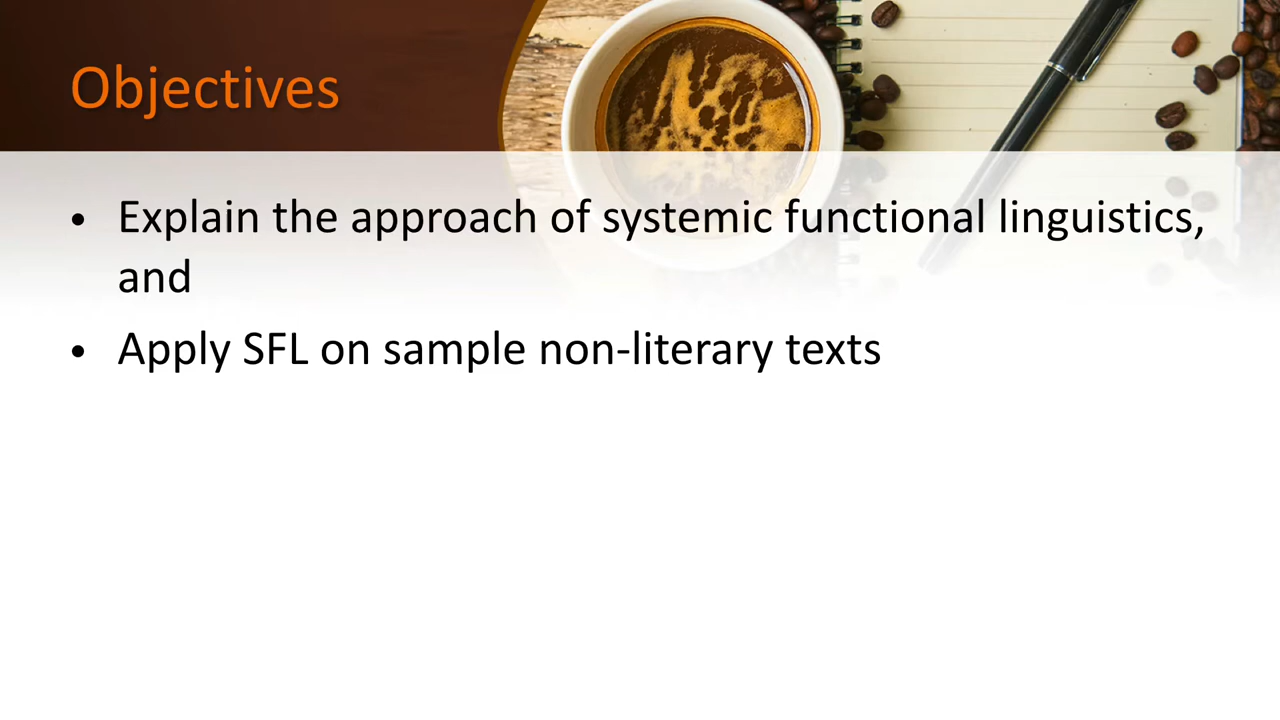 Objectives
• Explain the approach of systemic functional linguistics,
and
• Apply SFL on sample non-literary texts